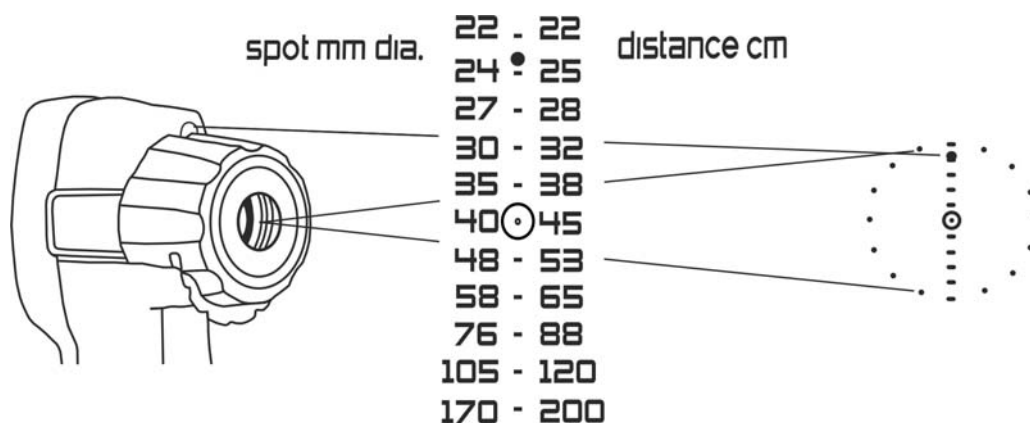 spot mm dia.
distance cm
22 - 22
24 - 25
27 - 28
30 - 32
35 - 38
40 45
48 - 53
58 - 65
76 - 88
105 - 120
170 - 200